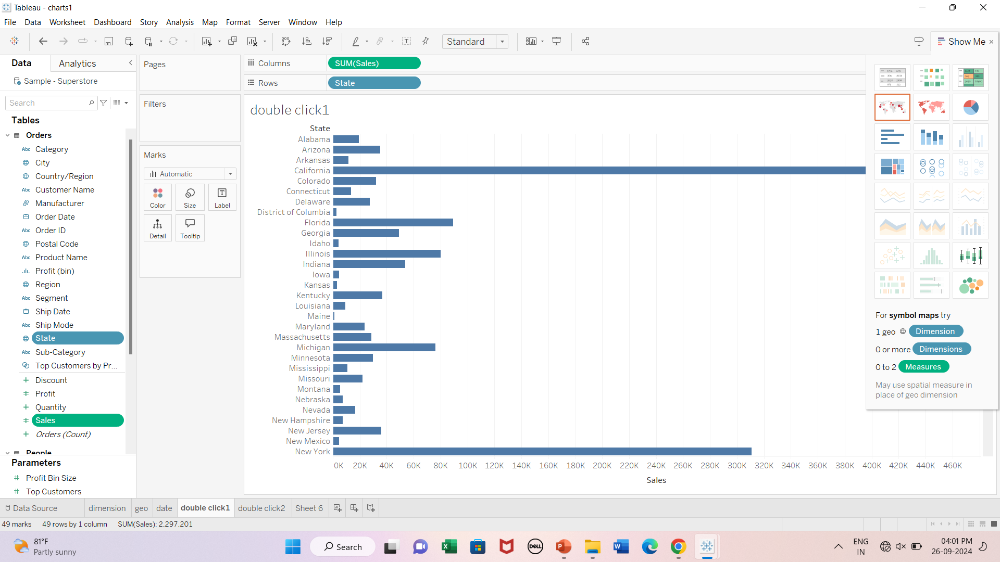 Tableau - charts1
File Data Worksheet Dashboard Story Analysis Map Format Server Window Help
Standard
Show Me
Data
Analytics
Sample - Superstore
Search
Tables
Orders
Abc Category
City
Country/Region
Abc Customer Name
Manufacturer
Order Date
Abc Order ID
Postal Code
Abc Product Name
Profit (bin)
Region
Abc Segment
Ship Date
Abc Ship Mode
State
Abc Sub-Category
Top Customers by Pr...
# Discount
# Profit
# Quantity
# Sales
# Orders (Count)
People
Parameters
# Profit Bin Size
# Top Customers
Pages
Filters
Marks
Automatic
Color Size Label
Detail Tooltip
Columns SUM(Sales)
Rows State
double click1
State
Alabama
Arizona
Arkansas
California
Colorado
Connecticut
Delaware
District of Columbia
Florida
Georgia
Idaho
Illinois
Indiana
Iowa
Kansas
Kentucky
Louisiana
Maine
Maryland
Massachusetts
Michigan
Minnesota
Mississippi
Missouri
Montana
Nebraska
Nevada
New Hampshire
New Jersey
New Mexico
New York
0K 20K 40K 60K 80K 100K 120K 140K 160K 180K 200K 220K 240K 260K 280K 300K 320K 340K 360K 380K 400K 420K 440K 460K
Sales
For symbol maps try
1 geo Dimension
0 or more Dimensions
0 to 2 Measures
May use spatial measure in
place of geo dimension
Data Source dimension geo date double click1 double click2 Sheet 6
49 marks 49 rows by 1 column SUM(Sales): 2,297,201
81°F
Partly sunny
Search
DELL
ENG
IN
04:01 PM
26-09-2024